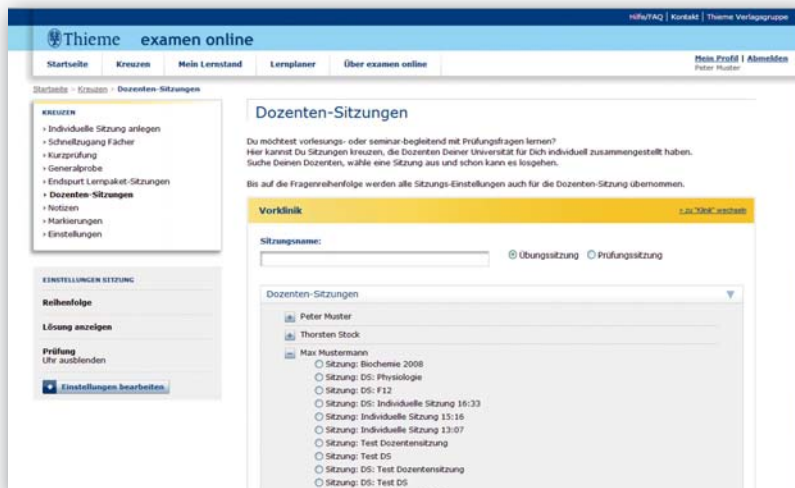 Hilfe/FAQ | Kontakt | Thieme Verlagsgruppe
Thieme examen online
Startseite Kreuzen Mein Lernstand Lernplaner Über examen online
Mein Profil | Abmelden
Peter Muster
Startseite > Kreuzen > Dozenten-Sitzungen
KREUZEN
› Individuelle Sitzung anlegen
› Schnellzugang Fächer
› Kurzprüfung
› Generalprobe
› Endspurt Lernpaket-Sitzungen
› Dozenten-Sitzungen
› Notizen
› Markierungen
› Einstellungen
EINSTELLUNGEN SITZUNG
Reihenfolge
Lösung anzeigen
Prüfung
Uhr ausblenden
Einstellungen bearbeiten
Dozenten-Sitzungen
Du möchtest vorlesungs- oder seminar-begleitend mit Prüfungsfragen lernen?
Hier kannst Du Sitzungen kreuzen, die Dozenten Deiner Universität für Dich individuell zusammengestellt haben.
Suche Deinen Dozenten, wähle eine Sitzung aus und schon kann es losgehen.
Bis auf die Fragenreihenfolge werden alle Sitzungs-Einstellungen auch für die Dozenten-Sitzung übernommen.
Vorklinik
> zu "Klinik" wechseln
Sitzungsname:
Übungssitzung Prüfungssitzung
Dozenten-Sitzungen
Peter Muster
Thorsten Stock
Max Mustermann
Sitzung: Biochemie 2008
Sitzung: DS: Physiologie
Sitzung: DS: F12
Sitzung: DS: Individuelle Sitzung 16:33
Sitzung: Individuelle Sitzung 15:16
Sitzung: Individuelle Sitzung 13:07
Sitzung: Test Dozentensitzung
Sitzung: Test DS
Sitzung: DS: Test Dozentensitzung
Sitzung: DS: Test DS